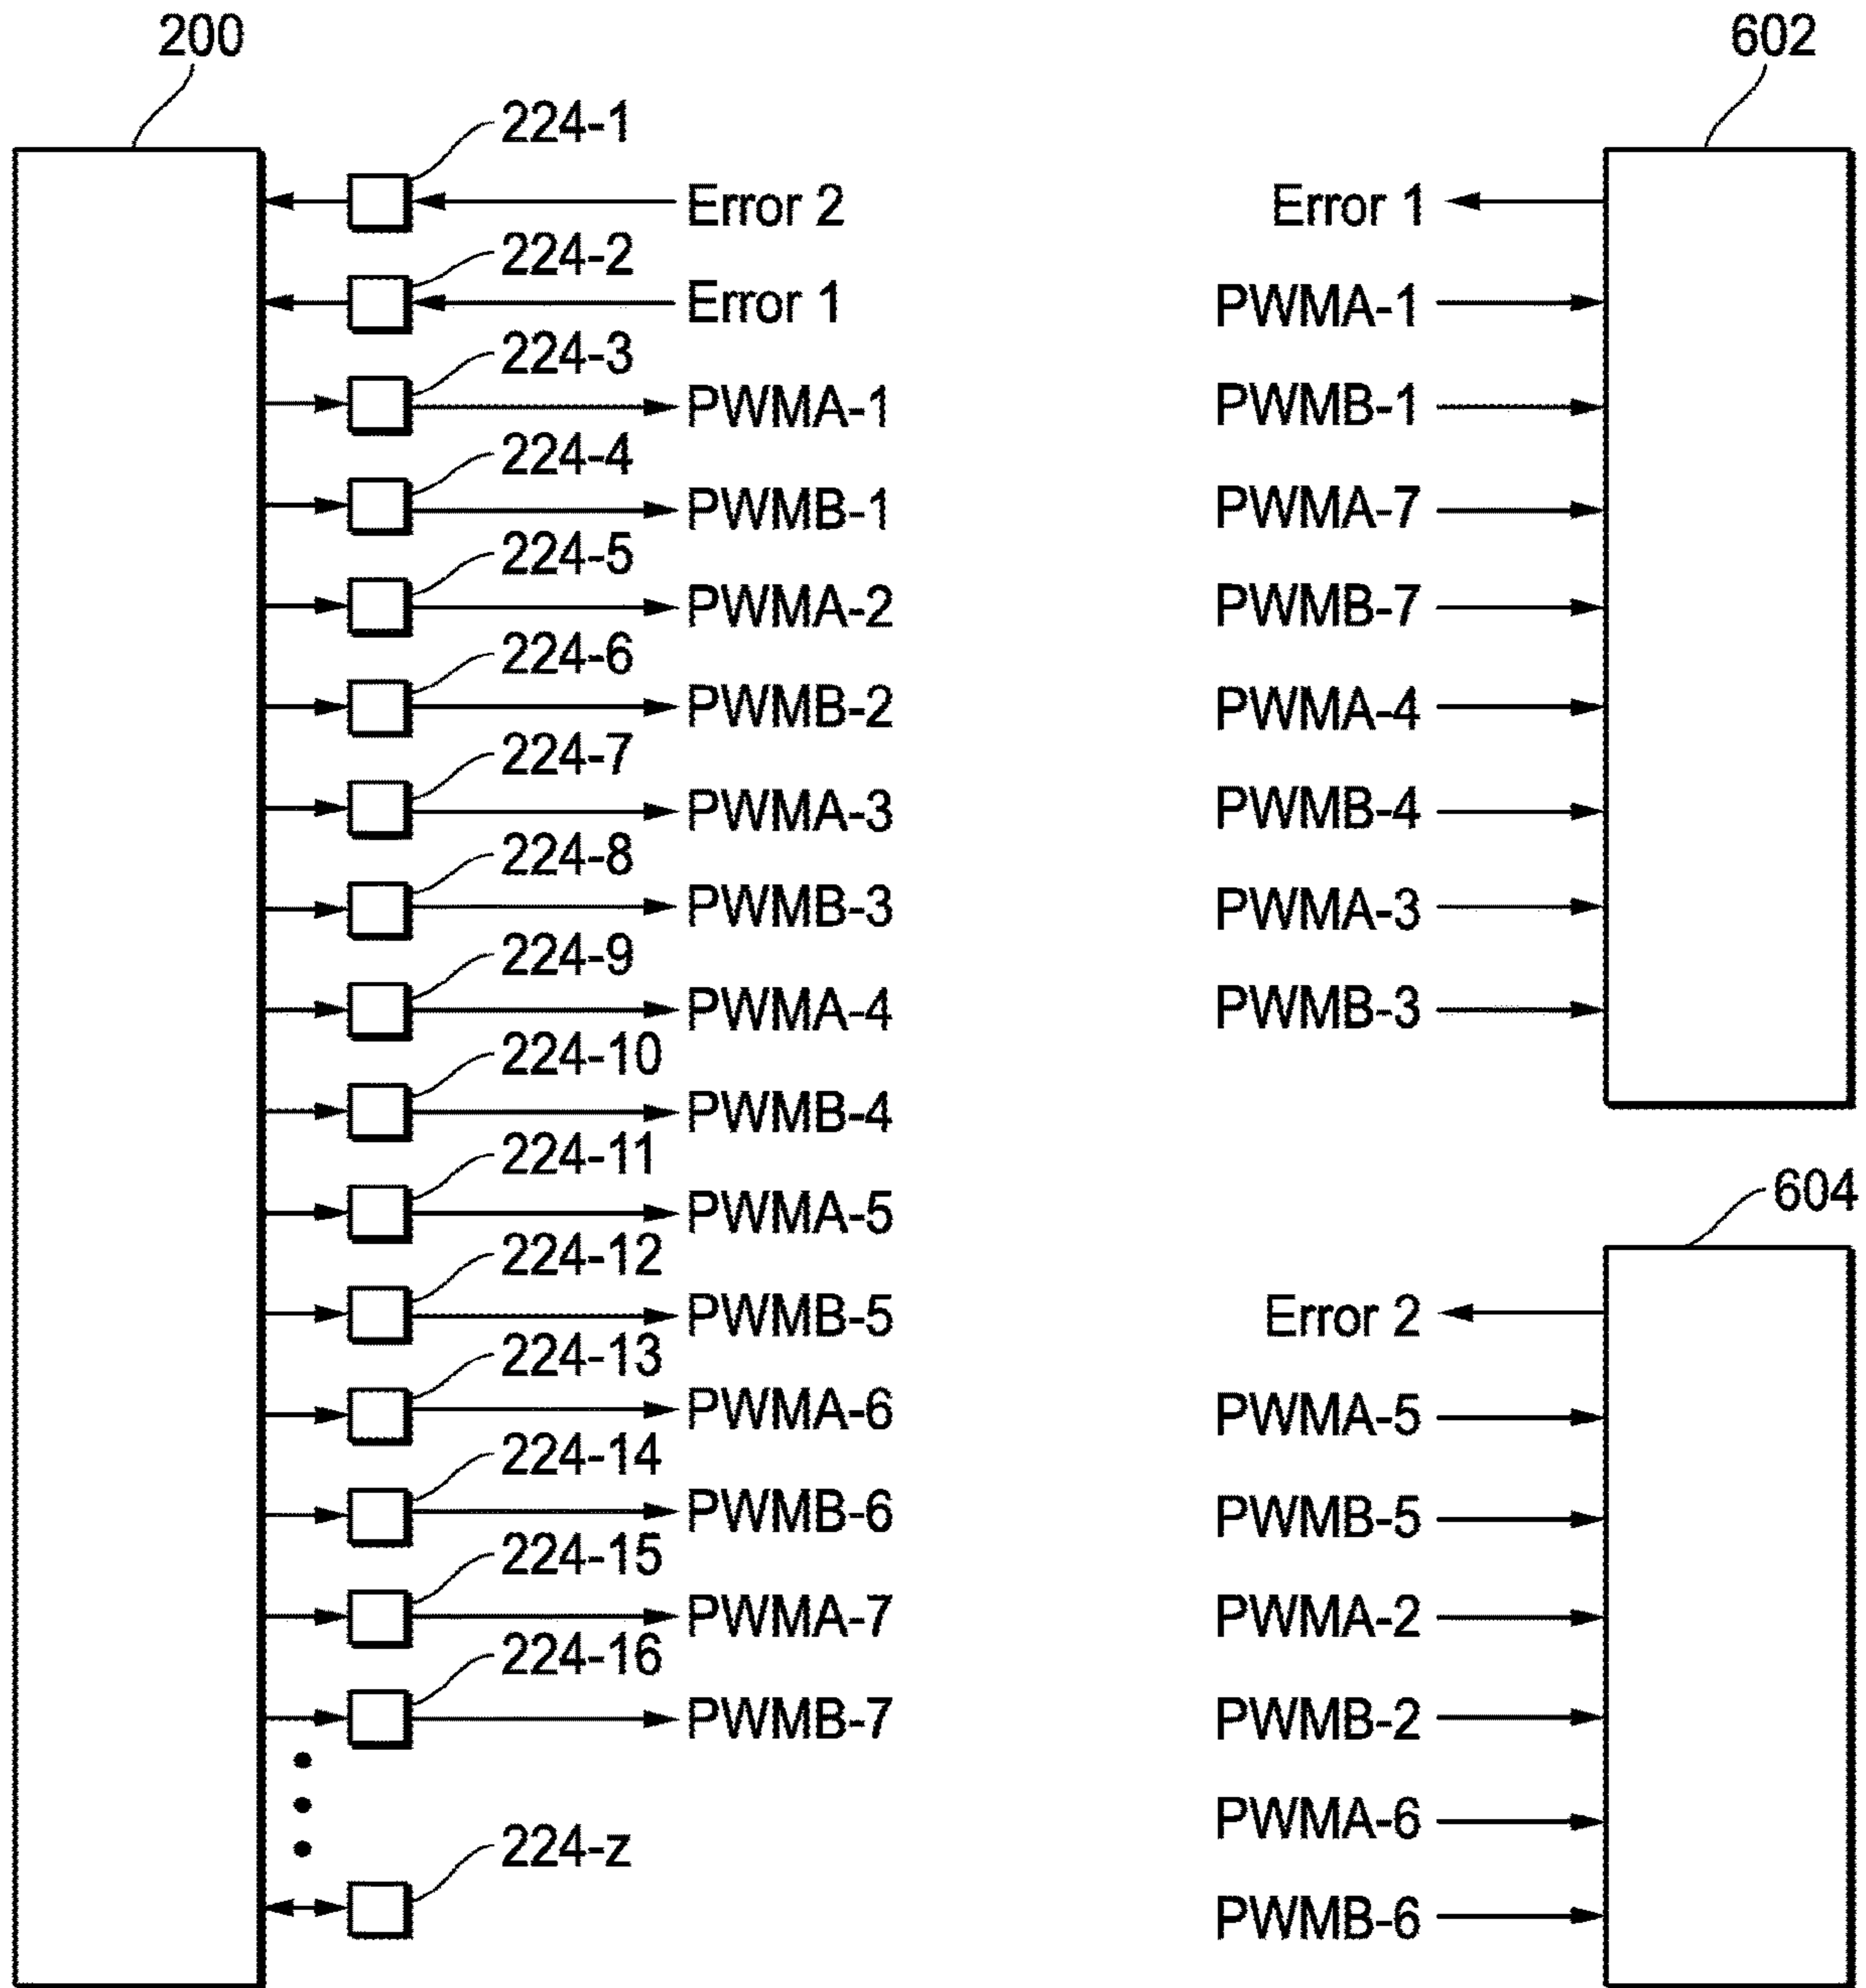 200
224-1
Error 2
224-2
Error 1
224-3
PWMA-1
224-4
PWMB-1
224-5
PWMA-2
224-6
PWMB-2
224-7
PWMA-3
224-8
PWMB-3
224-9
PWMA-4
224-10
PWMB-4
224-11
PWMA-5
224-12
PWMB-5
224-13
PWMA-6
224-14
PWMB-6
224-15
PWMA-7
224-16
PWMB-7
224-z
602
Error 1
PWMA-1
PWMB-1
PWMA-7
PWMB-7
PWMA-4
PWMB-4
PWMA-3
PWMB-3
604
Error 2
PWMA-5
PWMB-5
PWMA-2
PWMB-2
PWMA-6
PWMB-6